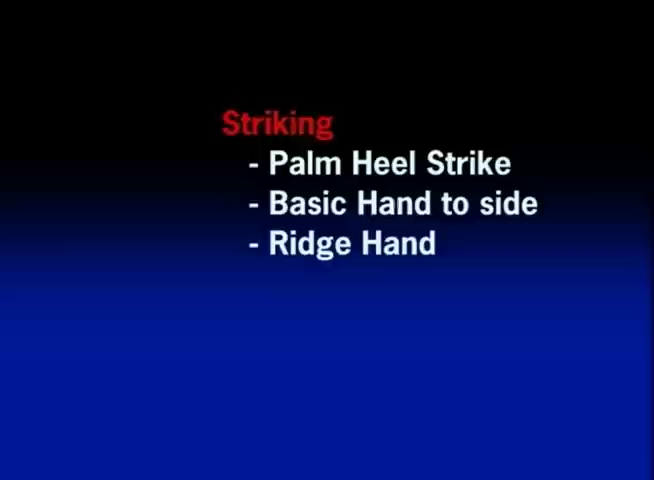 Striking
- Palm Heel Strike
- Basic Hand to side
- Ridge Hand